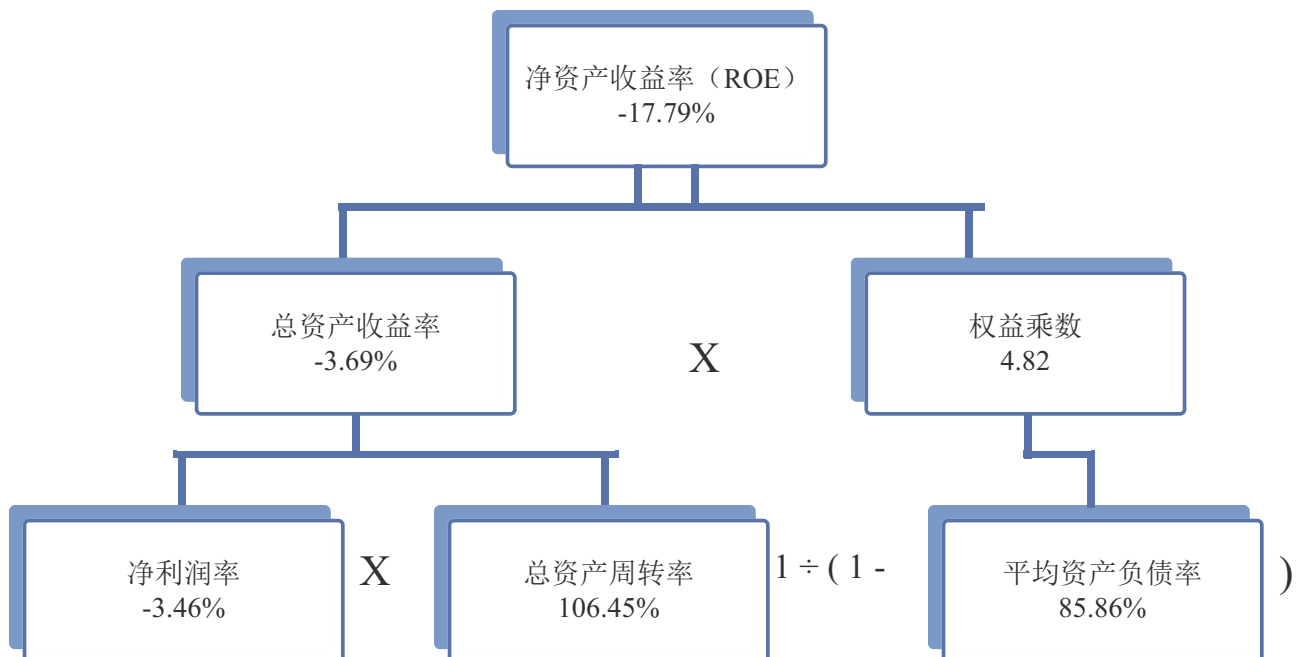 净资产收益率（ROE）
-17.79%
总资产收益率
-3.69%
X
权益乘数
4.82
净利润率
-3.46%
X
总资产周转率
106.45%
1 ÷ ( 1 -
平均资产负债率
85.86%
)